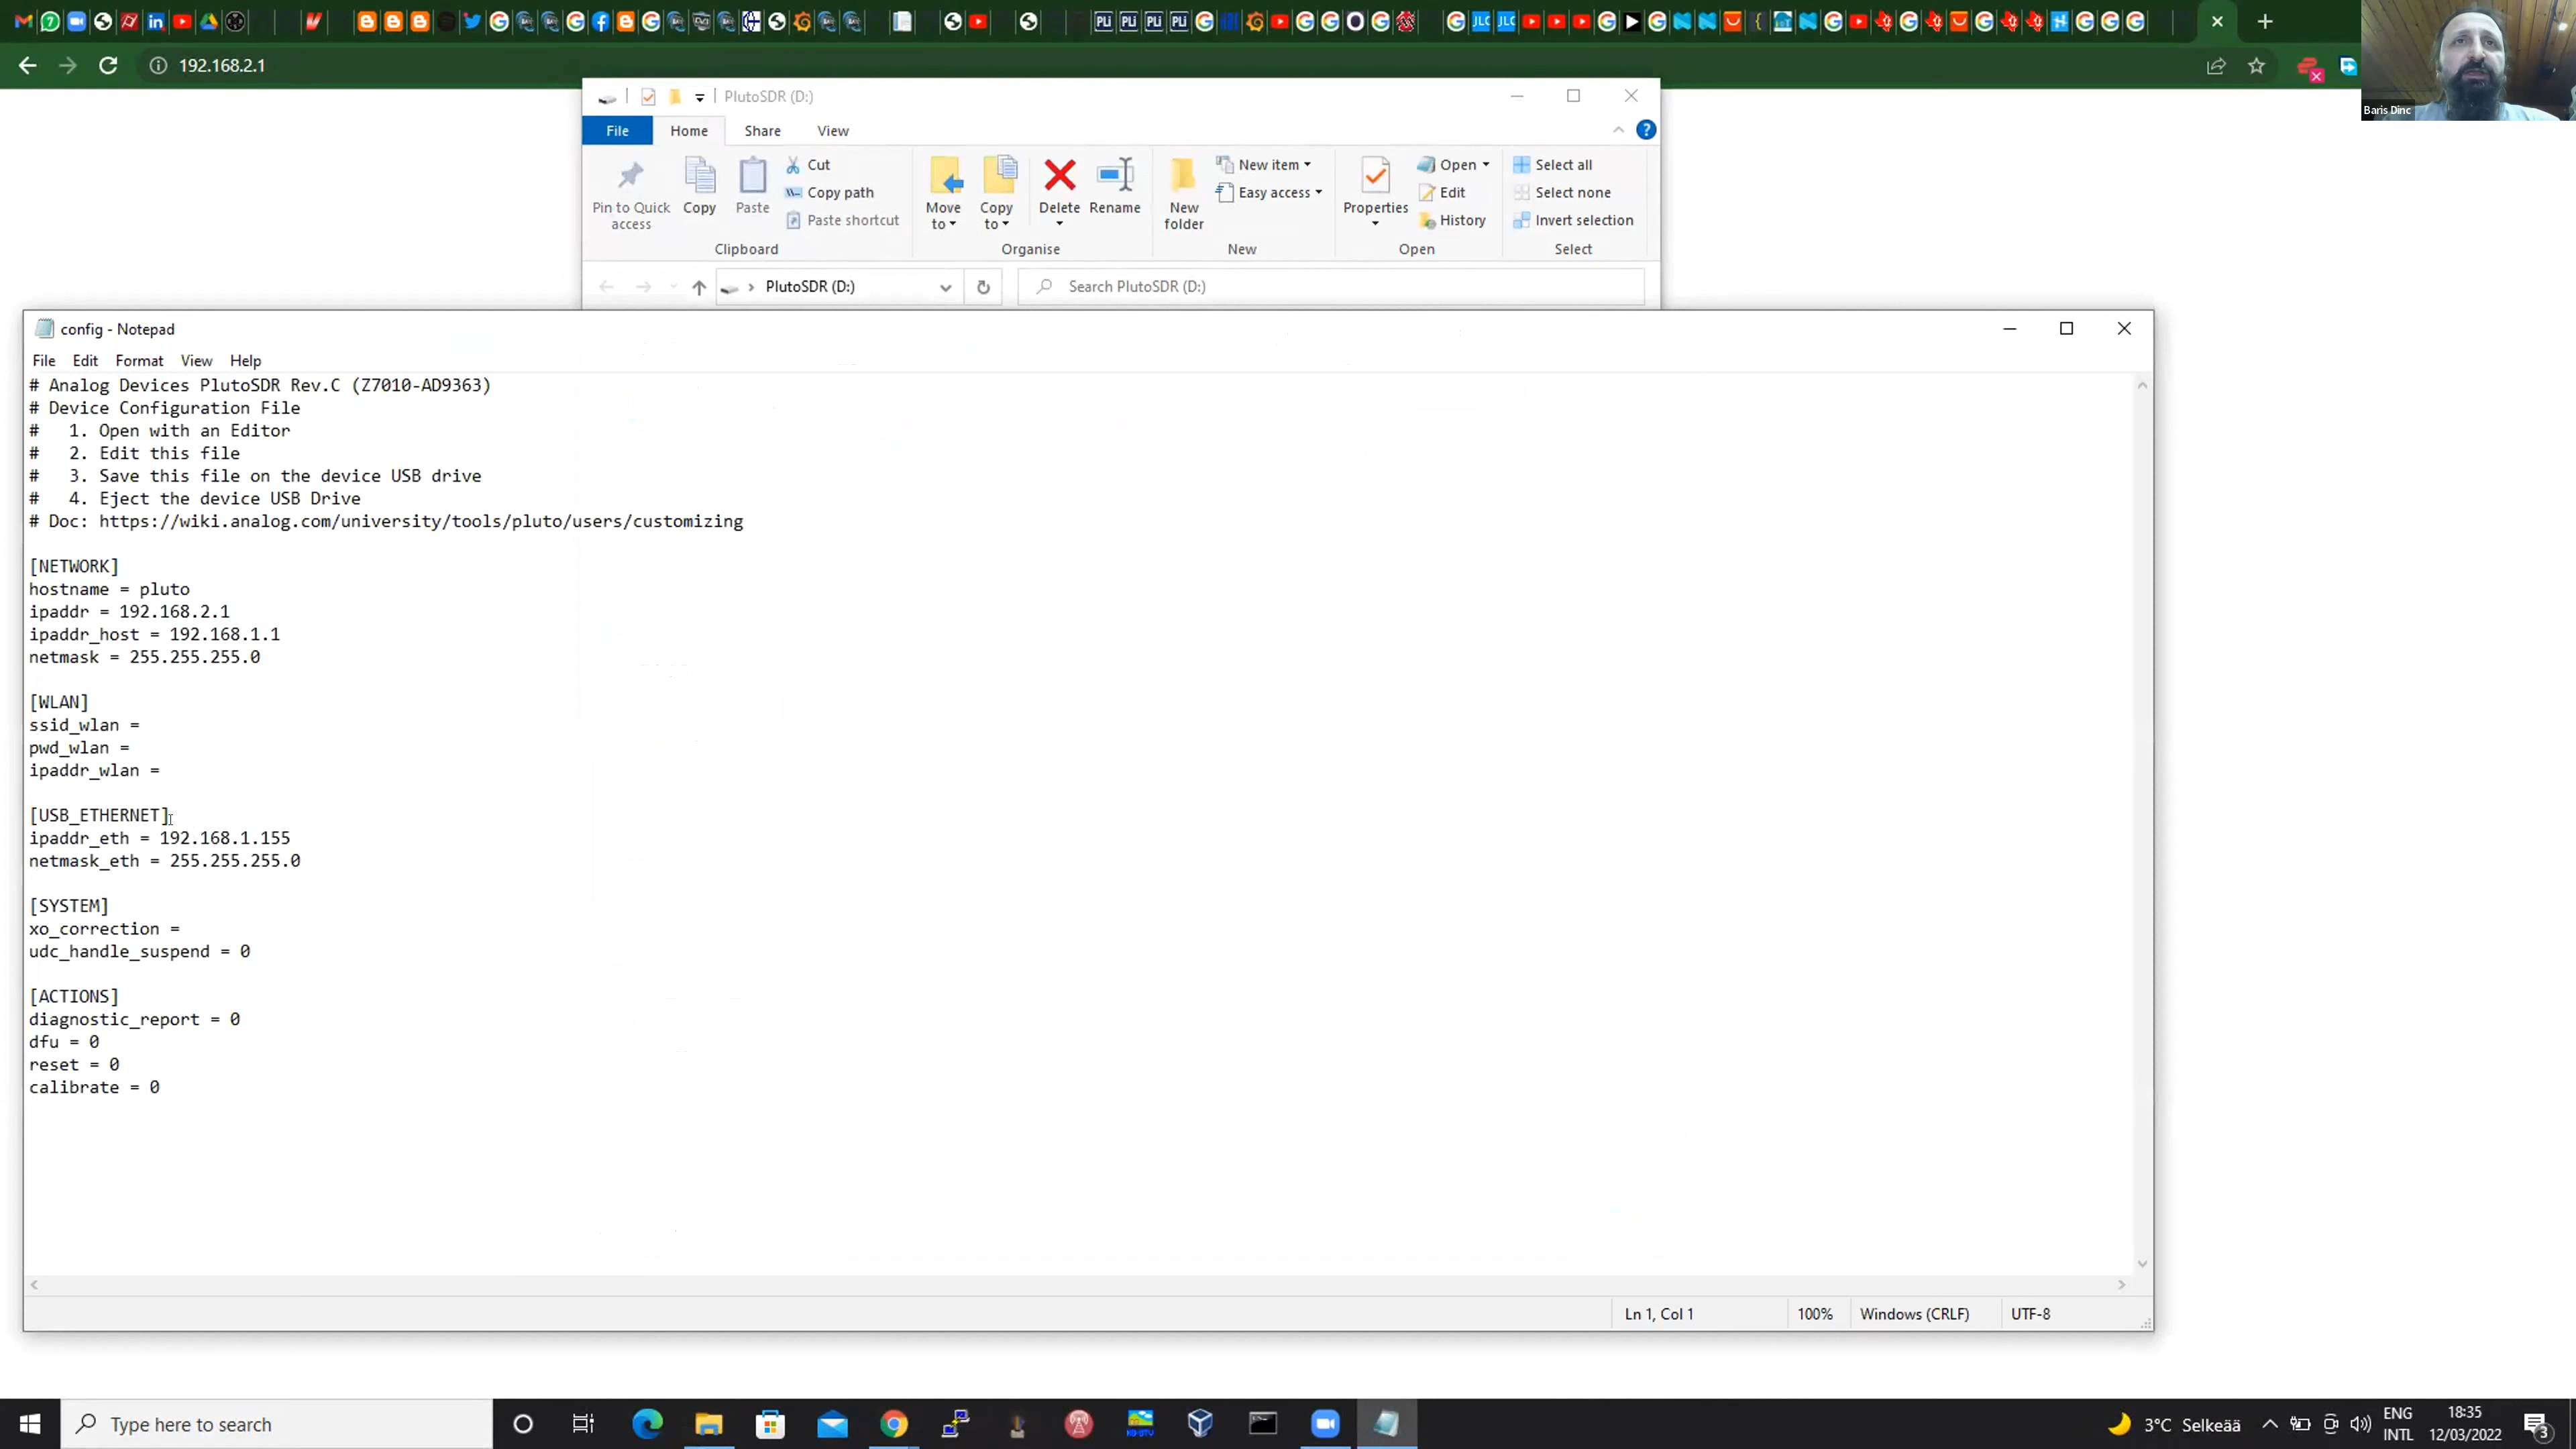 192.168.2.1
Baris Dinc
PlutoSDR (D:)
File Home Share View
Pin to Quick access
Copy
Paste
Cut
Copy path
Paste shortcut
Clipboard
Move to
Copy to
Delete
Rename
Organise
New folder
New item
Easy access
New
Properties
Open
Edit
History
Open
Select all
Select none
Invert selection
Select
PlutoSDR (D:)
Search PlutoSDR (D:)
config - Notepad
File Edit Format View Help
# Analog Devices PlutoSDR Rev.C (Z7010-AD9363)
# Device Configuration File
# 1. Open with an Editor
# 2. Edit this file
# 3. Save this file on the device USB drive
# 4. Eject the device USB Drive
# Doc: https://wiki.analog.com/university/tools/pluto/users/customizing
[NETWORK]
hostname = pluto
ipaddr = 192.168.2.1
ipaddr_host = 192.168.1.1
netmask = 255.255.255.0
[WLAN]
ssid_wlan =
pwd_wlan =
ipaddr_wlan =
[USB_ETHERNET]
ipaddr_eth = 192.168.1.155
netmask_eth = 255.255.255.0
[SYSTEM]
xo_correction =
udc_handle_suspend = 0
[ACTIONS]
diagnostic_report = 0
dfu = 0
reset = 0
calibrate = 0
Ln 1, Col 1
100%
Windows (CRLF)
UTF-8
Type here to search
3°C Selkeää
ENG
INTL
18:35
12/03/2022
3